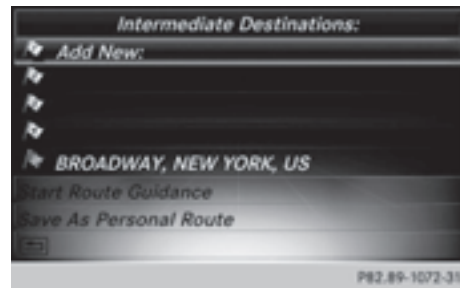 Intermediate Destinations:
Add New:
BROADWAY, NEW YORK, US
Start Route Guidance
Save As Personal Route
P82.89-1072-31